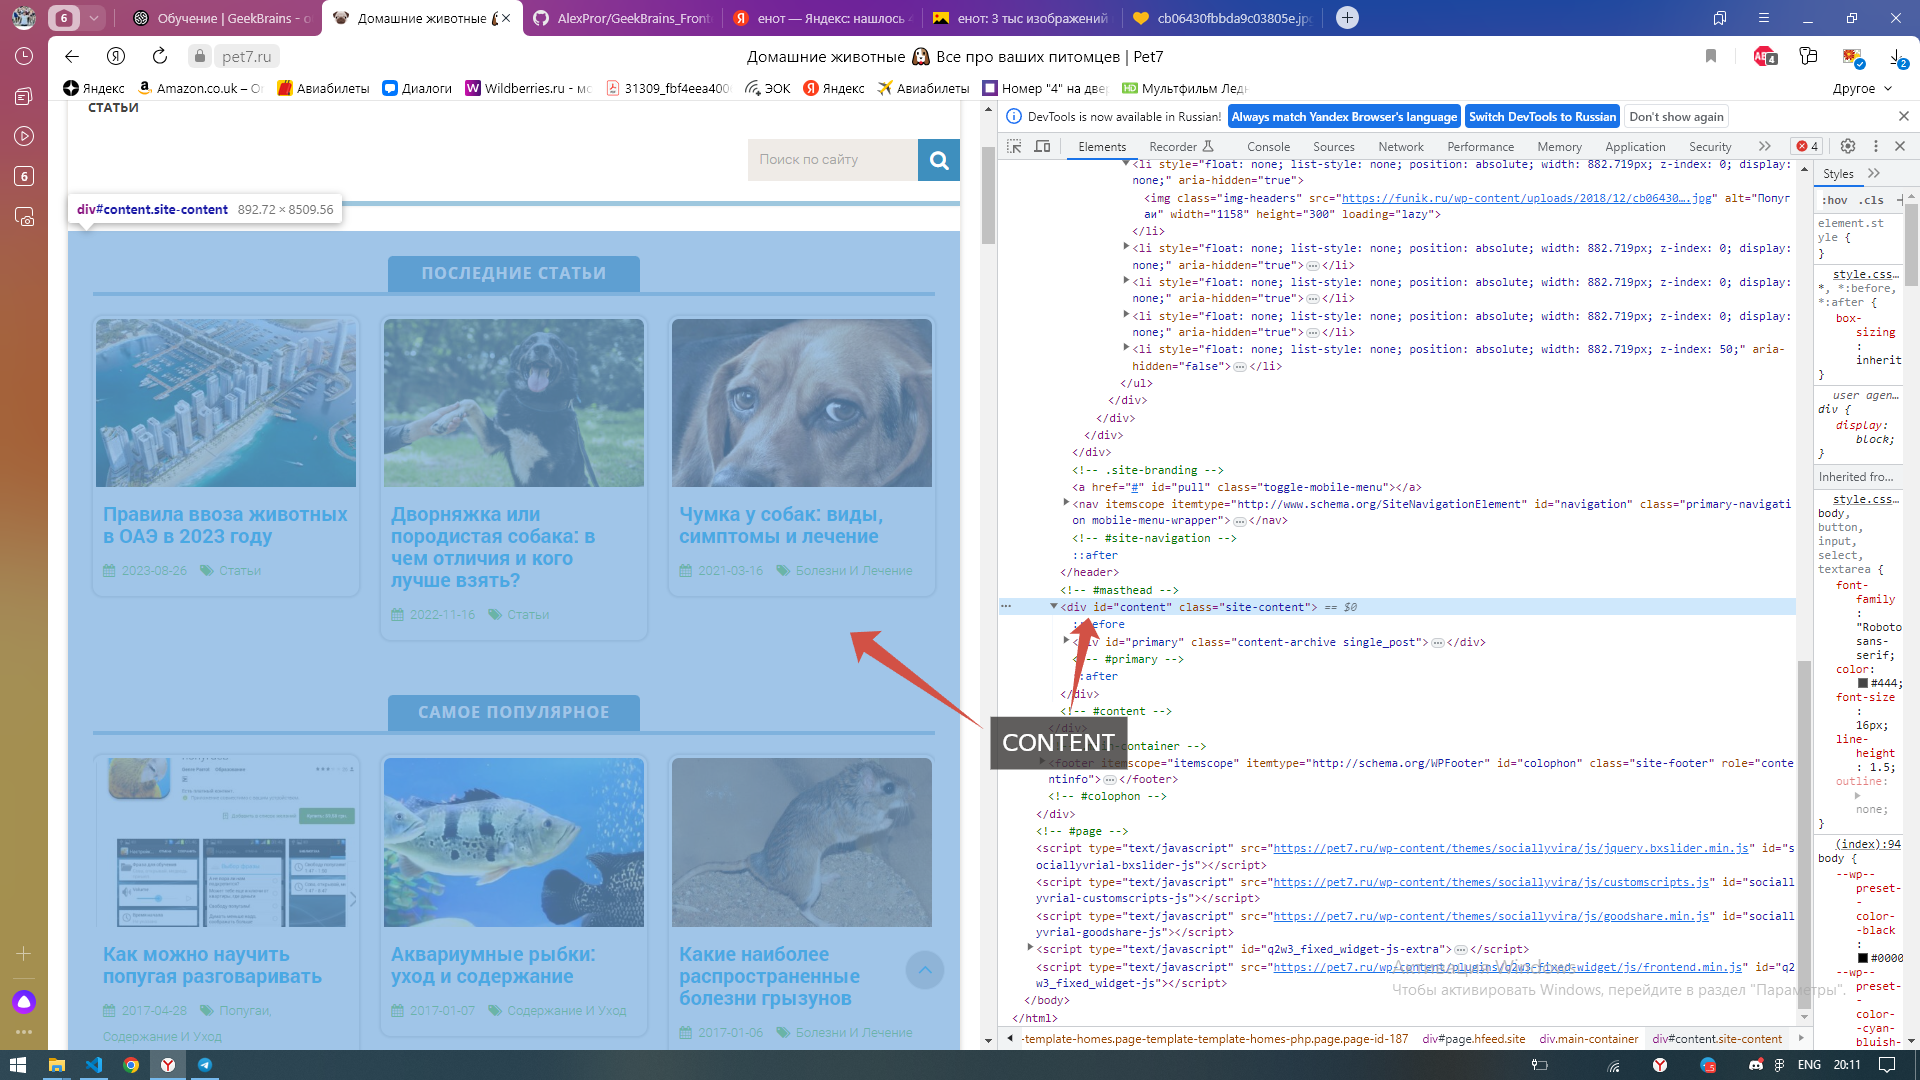 6
Обучение | GeekBrains - о
Домашние животные
AlexPror/GeekBrains_Front
енот — Яндекс: нашлось 4
енот: 3 тыс изображений
cb06430fbbda9c03805e.jpg
pet7.ru
Домашние животные 🐶 Все про ваших питомцев | Pet7
4
2
Яндекс
Amazon.co.uk – O
Авиабилеты
Диалоги
Wildberries.ru - мо
31309_fbf4eea400
ЭОК
Яндекс
Авиабилеты
Номер "4" на две
Мультфильм Ледн
Другое
6
СТАТЬИ
Поиск по сайту
div#content.site-content 892.72 × 8509.56
ПОСЛЕДНИЕ СТАТЬИ
Правила ввоза животных
в ОАЭ в 2023 году
2023-08-26 Статьи
Дворняжка или
породистая собака: в
чем отличия и кого
лучше взять?
2022-11-16 Статьи
Чумка у собак: виды,
симптомы и лечение
2021-03-16 Болезни И Лечение
САМОЕ ПОПУЛЯРНОЕ
Как можно научить
попугая разговаривать
2017-04-28 Попугаи,
Содержание И Уход
Аквариумные рыбки:
уход и содержание
2017-01-07 Содержание И Уход
Какие наиболее
распространенные
болезни грызунов
2017-01-06 Болезни И Лечение
CONTENT
DevTools is now available in Russian!
Always match Yandex Browser's language
Switch DevTools to Russian
Don't show again
Elements
Recorder
Console
Sources
Network
Performance
Memory
Application
Security
4
<li style="float: none; list-style: none; position: absolute; width: 882.719px; z-index: 0; display:
none;" aria-hidden="true">
<img class="img-headers" src="https://funik.ru/wp-content/uploads/2018/12/cb06430….jpg" alt="Попуг
аи" width="1158" height="300" loading="lazy">
</li>
<li style="float: none; list-style: none; position: absolute; width: 882.719px; z-index: 0; display:
none;" aria-hidden="true">…</li>
<li style="float: none; list-style: none; position: absolute; width: 882.719px; z-index: 0; display:
none;" aria-hidden="true">…</li>
<li style="float: none; list-style: none; position: absolute; width: 882.719px; z-index: 0; display:
none;" aria-hidden="true">…</li>
<li style="float: none; list-style: none; position: absolute; width: 882.719px; z-index: 50;" aria-
hidden="false">…</li>
</ul>
</div>
</div>
</div>
</div>
<!-- .site-branding -->
<a href="#" id="pull" class="toggle-mobile-menu"></a>
<nav itemscope itemtype="http://www.schema.org/SiteNavigationElement" id="navigation" class="primary-navigati
on mobile-menu-wrapper">…</nav>
<!-- #site-navigation -->
::after
</header>
<!-- #masthead -->
<div id="content" class="site-content"> == $0
::before
<div id="primary" class="content-archive single_post">…</div>
<!-- #primary -->
::after
</div>
<!-- #content -->
</div>
-container -->
<footer itemscope="itemscope" itemtype="http://schema.org/WPFooter" id="colophon" class="site-footer" role="conte
ntinfo">…</footer>
<!-- #colophon -->
</div>
<!-- #page -->
<script type="text/javascript" src="https://pet7.ru/wp-content/themes/sociallyvira/js/jquery.bxslider.min.js" id="s
ociallyvrial-bxslider-js"></script>
<script type="text/javascript" src="https://pet7.ru/wp-content/themes/sociallyvira/js/customscripts.js" id="sociall
yvrial-customscripts-js"></script>
<script type="text/javascript" src="https://pet7.ru/wp-content/themes/sociallyvira/js/goodshare.min.js" id="sociall
yvrial-goodshare-js"></script>
<script type="text/javascript" id="q2w3_fixed_widget-js-extra">…</script>
<script type="text/javascript" src="https://pet7.ru/wp-content/plugins/q2w3-fixed-widget/js/frontend.min.js" id="q2
w3_fixed_widget-js"></script>
</body>
</html>
Чтобы активировать Windows, перейдите в раздел "Параметры".
-template-homes.page-template-template-homes-php.page.page-id-187
div#page.hfeed.site
div.main-container
div#content.site-content
Styles
:hov .cls
element.st
yle {
}
style.css…
*, *:before,
*:after {
box-
sizing
:
inherit
}
user agen…
div {
display:
block;
}
Inherited fro…
style.css…
body,
button,
input,
select,
textarea {
font-
family
:
"Roboto
sans-
serif;
color:
#444;
font-size
:
16px;
line-
height
: 1.5;
outline:
none;
}
(index):94
body {
--wp--
preset-
-
color-
-black
:
#0000
--wp--
preset-
-
color-
-cyan-
bluish-
ENG
20:11